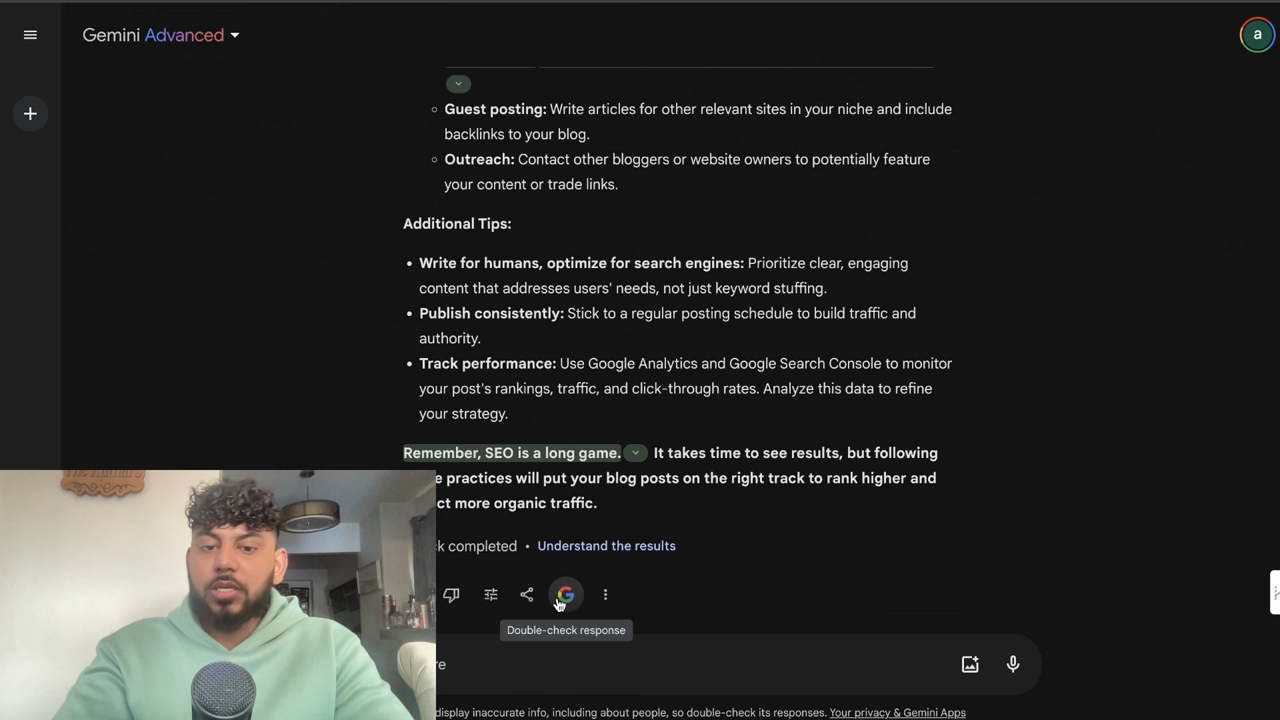 Gemini Advanced
a
Guest posting: Write articles for other relevant sites in your niche and include
backlinks to your blog.
Outreach: Contact other bloggers or website owners to potentially feature
your content or trade links.
Additional Tips:
Write for humans, optimize for search engines: Prioritize clear, engaging
content that addresses users' needs, not just keyword stuffing.
Publish consistently: Stick to a regular posting schedule to build traffic and
authority.
Track performance: Use Google Analytics and Google Search Console to monitor
your post's rankings, traffic, and click-through rates. Analyze this data to refine
your strategy.
Remember, SEO is a long game. It takes time to see results, but following
e practices will put your blog posts on the right track to rank higher and
ct more organic traffic.
k completed • Understand the results
G
Double-check response
re
display inaccurate info, including about people, so double-check its responses. Your privacy & Gemini Apps